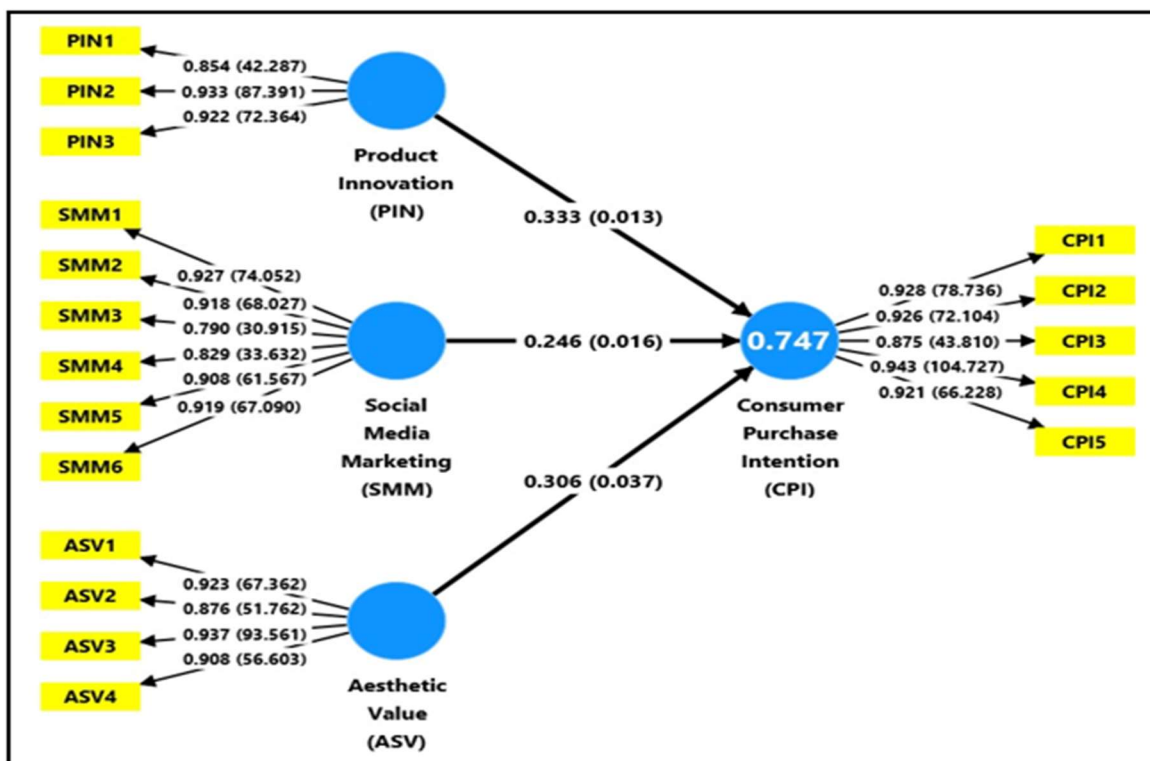 PIN1
0.854 (42.287)
PIN2
0.933 (87.391)
PIN3
0.922 (72.364)
Product
Innovation
(PIN)
0.333 (0.013)
SMM1
0.927 (74.052)
SMM2
0.918 (68.027)
SMM3
0.790 (30.915)
SMM4
0.829 (33.632)
SMM5
0.908 (61.567)
SMM6
0.919 (67.090)
Social
Media
Marketing
(SMM)
0.246 (0.016)
ASV1
0.923 (67.362)
ASV2
0.876 (51.762)
ASV3
0.937 (93.561)
ASV4
0.908 (56.603)
Aesthetic
Value
(ASV)
0.306 (0.037)
0.747
Consumer
Purchase
Intention
(CPI)
0.928 (78.736)
CPI1
0.926 (72.104)
CPI2
0.875 (43.810)
CPI3
0.943 (104.727)
CPI4
0.921 (66.228)
CPI5